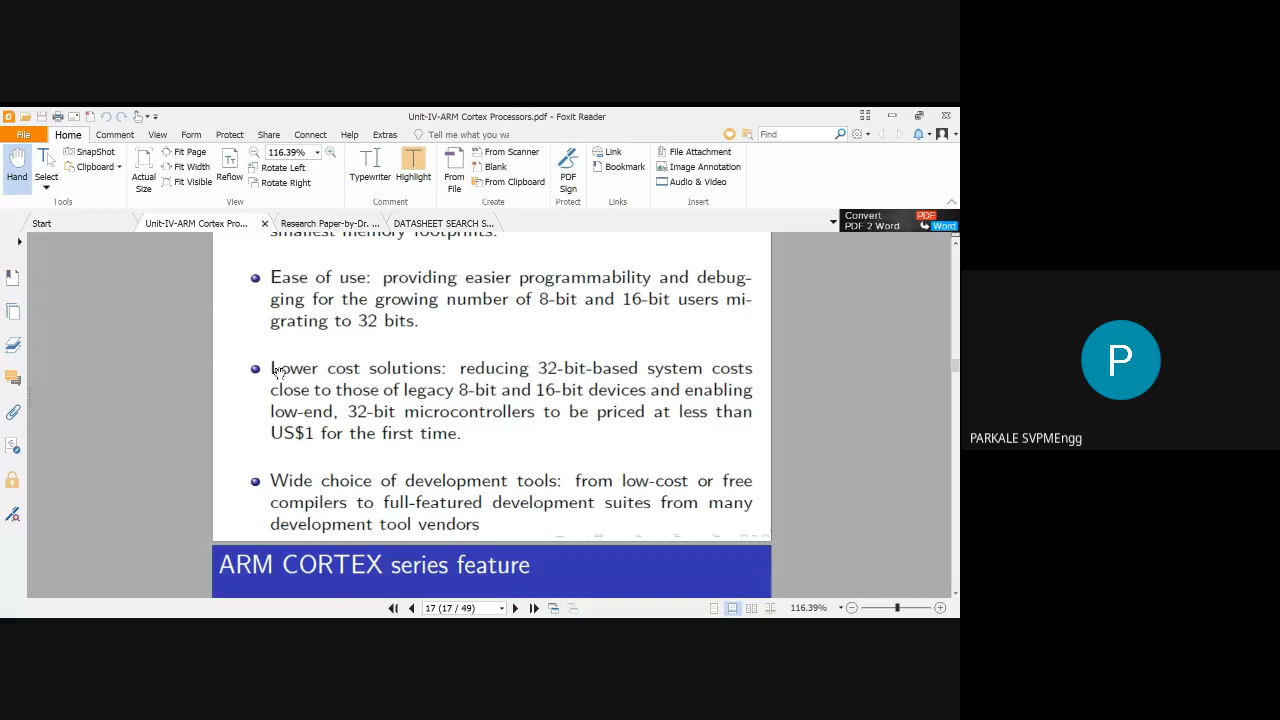 Unit-IV-ARM Cortex Processors.pdf - Foxit Reader
File Home Comment View Form Protect Share Connect Help Extras Tell me what you wa Find
Hand Select SnapShot Clipboard Actual Size Fit Page Fit Width Fit Visible Reflow 116.39% Rotate Left Rotate Right Typewriter Highlight From File From Scanner Blank From Clipboard PDF Sign Link Bookmark File Attachment Image Annotation Audio & Video
Tools View Comment Create Protect Links Insert
Start Unit-IV-ARM Cortex Pro... Research Paper-by-Dr. ... DATASHEET SEARCH S...
Convert PDF
PDF 2 Word Word
smallest memory footprints.
Ease of use: providing easier programmability and debug-
ging for the growing number of 8-bit and 16-bit users mi-
grating to 32 bits.
Lower cost solutions: reducing 32-bit-based system costs
close to those of legacy 8-bit and 16-bit devices and enabling
low-end, 32-bit microcontrollers to be priced at less than
US$1 for the first time.
Wide choice of development tools: from low-cost or free
compilers to full-featured development suites from many
development tool vendors
ARM CORTEX series feature
17 (17 / 49) 116.39%
P
PARKALE SVPMEngg